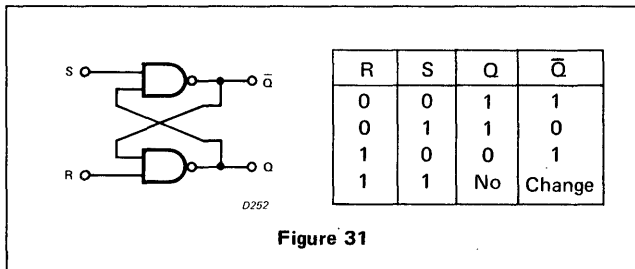 S
Q̄
R
Q
D252
R S Q Q̄
0 0 1 1
0 1 1 0
1 0 0 1
1 1 No Change
Figure 31